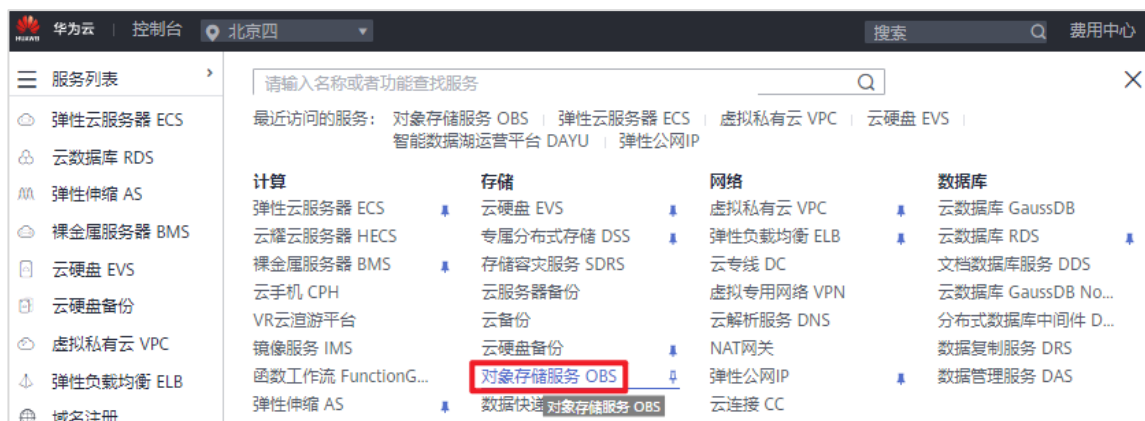 HUAWEI 华为云 控制台 北京四 搜索 费用中心
服务列表
弹性云服务器 ECS
云数据库 RDS
弹性伸缩 AS
裸金属服务器 BMS
云硬盘 EVS
云硬盘备份
虚拟私有云 VPC
弹性负载均衡 ELB
域名注册
请输入名称或者功能查找服务
最近访问的服务： 对象存储服务 OBS 弹性云服务器 ECS 虚拟私有云 VPC 云硬盘 EVS
智能数据湖运营平台 DAYU 弹性公网IP
计算
弹性云服务器 ECS
云耀云服务器 HECS
裸金属服务器 BMS
云手机 CPH
VR云渲游平台
镜像服务 IMS
函数工作流 FunctionG...
弹性伸缩 AS
存储
云硬盘 EVS
专属分布式存储 DSS
存储容灾服务 SDRS
云服务器备份
云备份
云硬盘备份
对象存储服务 OBS
数据快递
对象存储服务 OBS
网络
虚拟私有云 VPC
弹性负载均衡 ELB
云专线 DC
虚拟专用网络 VPN
云解析服务 DNS
NAT网关
弹性公网IP
云连接 CC
数据库
云数据库 GaussDB
云数据库 RDS
文档数据库服务 DDS
云数据库 GaussDB No...
分布式数据库中间件 D...
数据复制服务 DRS
数据管理服务 DAS